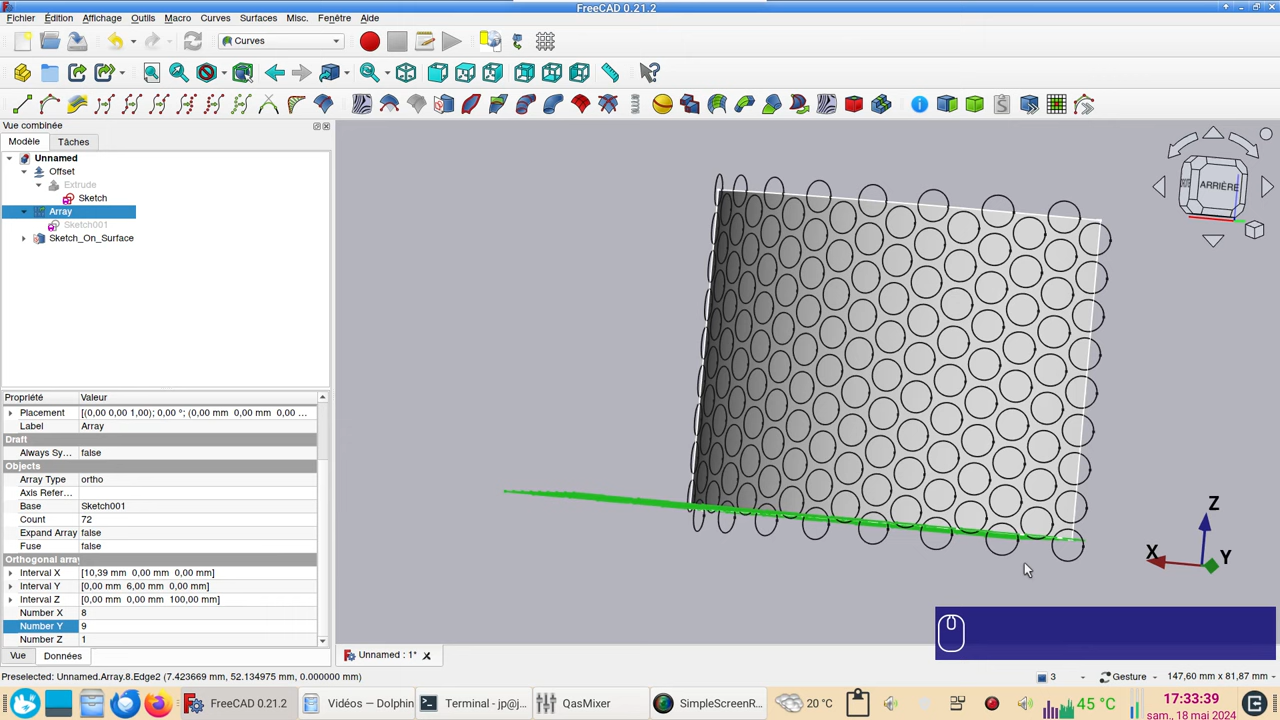 FreeCAD 0.21.2
Fichier Édition Affichage Outils Macro Curves Surfaces Misc. Fenêtre Aide
Curves
Vue combinée
Modèle Tâches
Unnamed
Offset
Extrude
Sketch
Array
Sketch001
Sketch_On_Surface
ARRIÈRE
Propriété Valeur
Placement [(0,00 0,00 1,00); 0,00 °; (0,00 mm 0,00 mm 0,00 ...
Label Array
Draft
Always Sy... false
Objects
Array Type ortho
Axis Refer...
Base Sketch001
Count 72
Expand Array false
Fuse false
Orthogonal array
Interval X [10,39 mm 0,00 mm 0,00 mm]
Interval Y [0,00 mm 6,00 mm 0,00 mm]
Interval Z [0,00 mm 0,00 mm 100,00 mm]
Number X 8
Number Y 9
Number Z 1
Z
X
Y
Vue Données
Unnamed : 1*
Preselected: Unnamed.Array.8.Edge2 (7.423669 mm, 52.134975 mm, 0.000000 mm)
3 Gesture 147,60 mm x 81,87 mm
FreeCAD 0.21.2 Vidéos — Dolphin Terminal - jp@j... QasMixer SimpleScreenR... 20 °C 45 °C
17:33:39
sam., 18 mai 2024